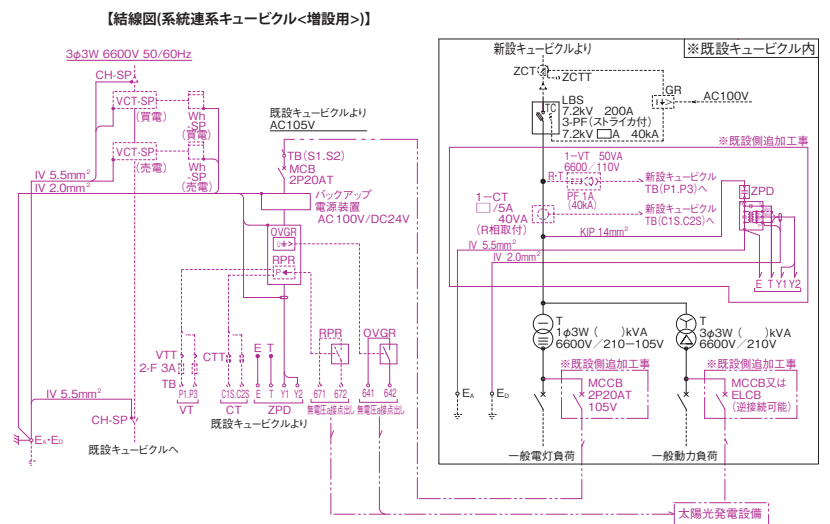 【結線図(系統連系キュービクル<増設用>)】
3φ3W 6600V 50/60Hz
CH-SP
VCT-SP
(買電)
Wh
-SP
(買電)
VCT-SP
(売電)
Wh
-SP
(売電)
IV 5.5mm²
IV 2.0mm²
既設キュービクルより
AC105V
TB(S1.S2)
MCB
2P20AT
バックアップ
電源装置
AC100V/DC24V
OVGR
U⏚>
RPR
P←
VTT
2-F 3A
TB
P1.P3
VT
CTT
C1S.C2S
CT
E T
E T Y1 Y2
ZPD
RPR
671 672
無電圧a接点出し
OVGR
641 642
無電圧a接点出し
既設キュービクルより
IV 5.5mm²
CH-SP
EA・ED
既設キュービクルへ
新設キュービクルより
※既設キュービクル内
ZCT
ZCTT
GR
I⏚>
AC100V
TC
LBS
7.2kV 200A
3-PF(ストライカ付)
7.2kV □A 40kA
※既設側追加工事
1-VT 50VA
6600/110V
R・T
PF 1A
(40kA)
新設キュービクル
TB(P1.P3)へ
ZPD
1-CT
□/5A
40VA
(R相取付)
新設キュービクル
TB(C1S.C2S)へ
KIP 14mm²
IV 5.5mm²
IV 2.0mm²
E T Y1 Y2
T
1φ3W ( )kVA
6600V/210-105V
T
3φ3W ( )kVA
6600V/210V
※既設側追加工事
MCCB
2P20AT
105V
※既設側追加工事
MCCB又は
ELCB
(逆接続可能)
EA
ED
一般電灯負荷
一般動力負荷
太陽光発電設備